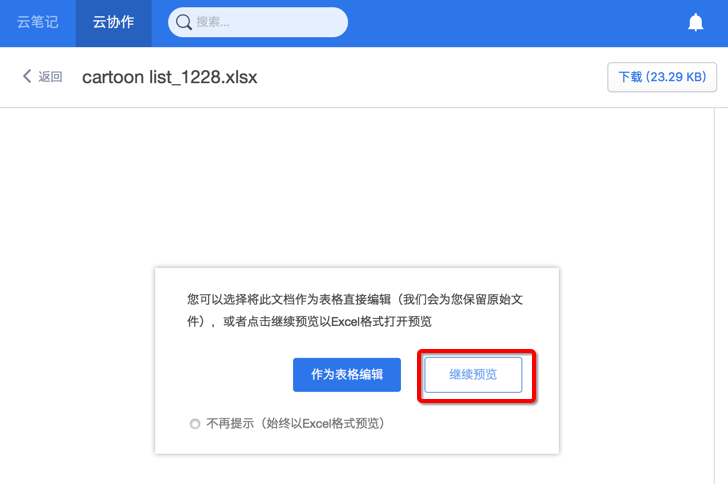 云笔记 云协作 搜索...
返回 cartoon list_1228.xlsx 下载 (23.29 KB)
您可以选择将此文档作为表格直接编辑（我们会为您保留原始文
件），或者点击继续预览以Excel格式打开预览
作为表格编辑 继续预览
不再提示（始终以Excel格式预览）